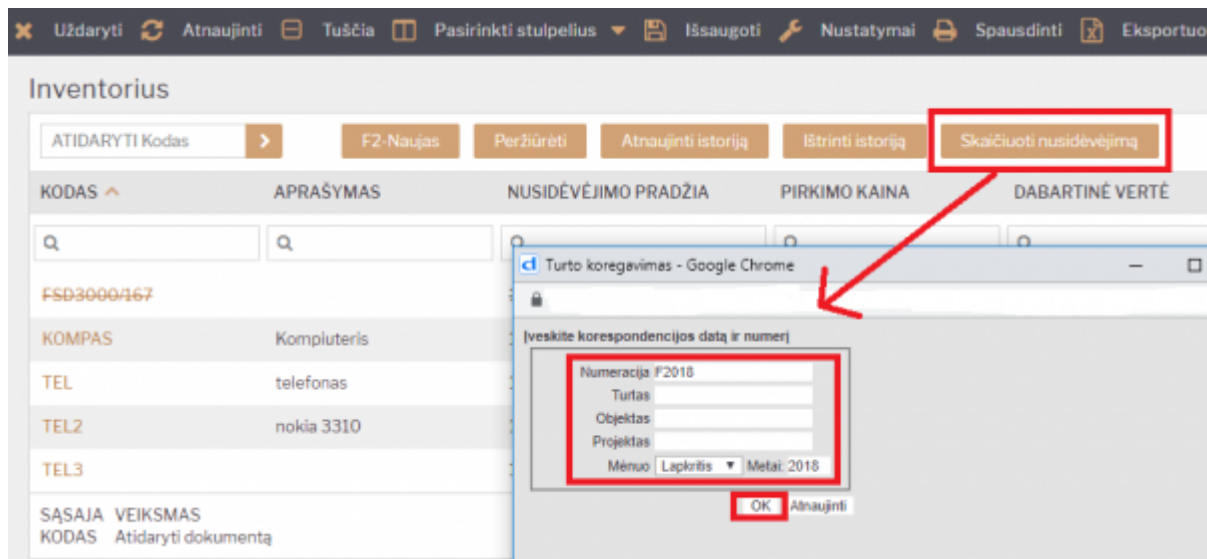 Uždaryti Atnaujinti Tuščia Pasirinkti stulpelius Išsaugoti Nustatymai Spausdinti Eksportuo
Inventorius
ATIDARYTI Kodas F2-Naujas Peržiūrėti Atnaujinti istoriją Ištrinti istoriją Skaičiuoti nusidėvėjimą
KODAS APRAŠYMAS NUSIDĖVĖJIMO PRADŽIA PIRKIMO KAINA DABARTINĖ VERTĖ
Turto koregavimas - Google Chrome
FSD3000/167
Įveskite korespondencijos datą ir numerį
KOMPAS Kompiuteris
Numeracija F2018
TEL telefonas
Turtas
Objektas
TEL2 nokia 3310
Projektas
TEL3
Mėnuo Lapkritis Metai: 2018
OK Atnaujinti
SĄSAJA VEIKSMAS
KODAS Atidaryti dokumentą